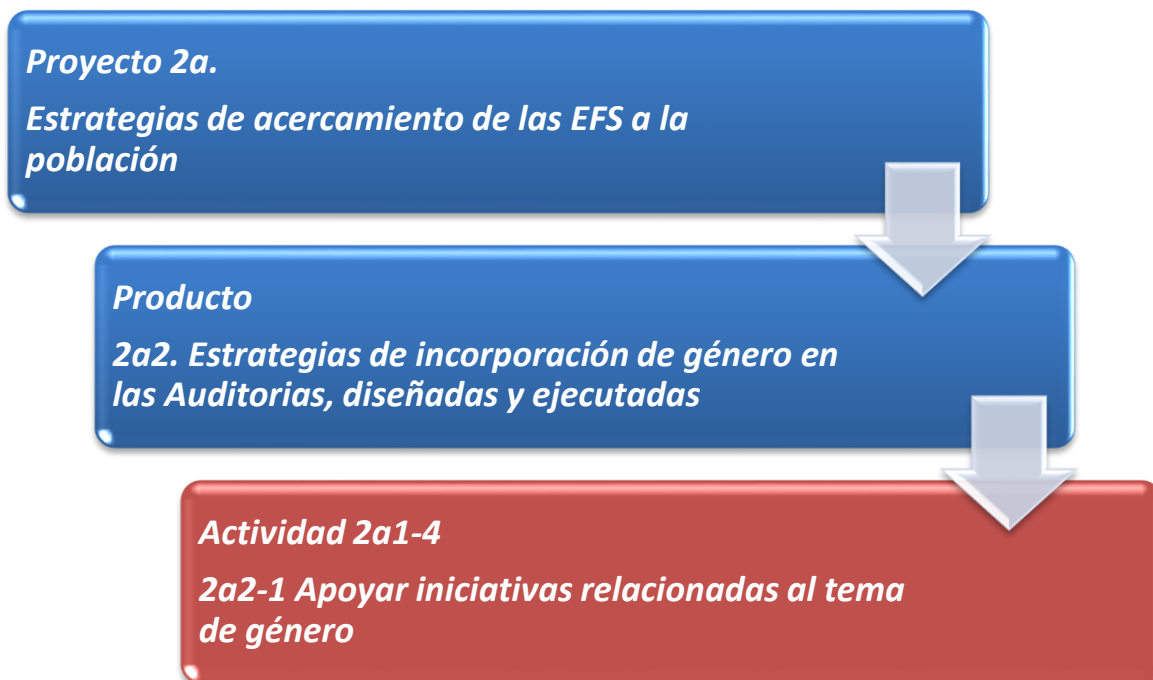 Proyecto 2a.
Estrategias de acercamiento de las EFS a la
población
Producto
2a2. Estrategias de incorporación de género en
las Auditorias, diseñadas y ejecutadas
Actividad 2a1-4
2a2-1 Apoyar iniciativas relacionadas al tema
de género